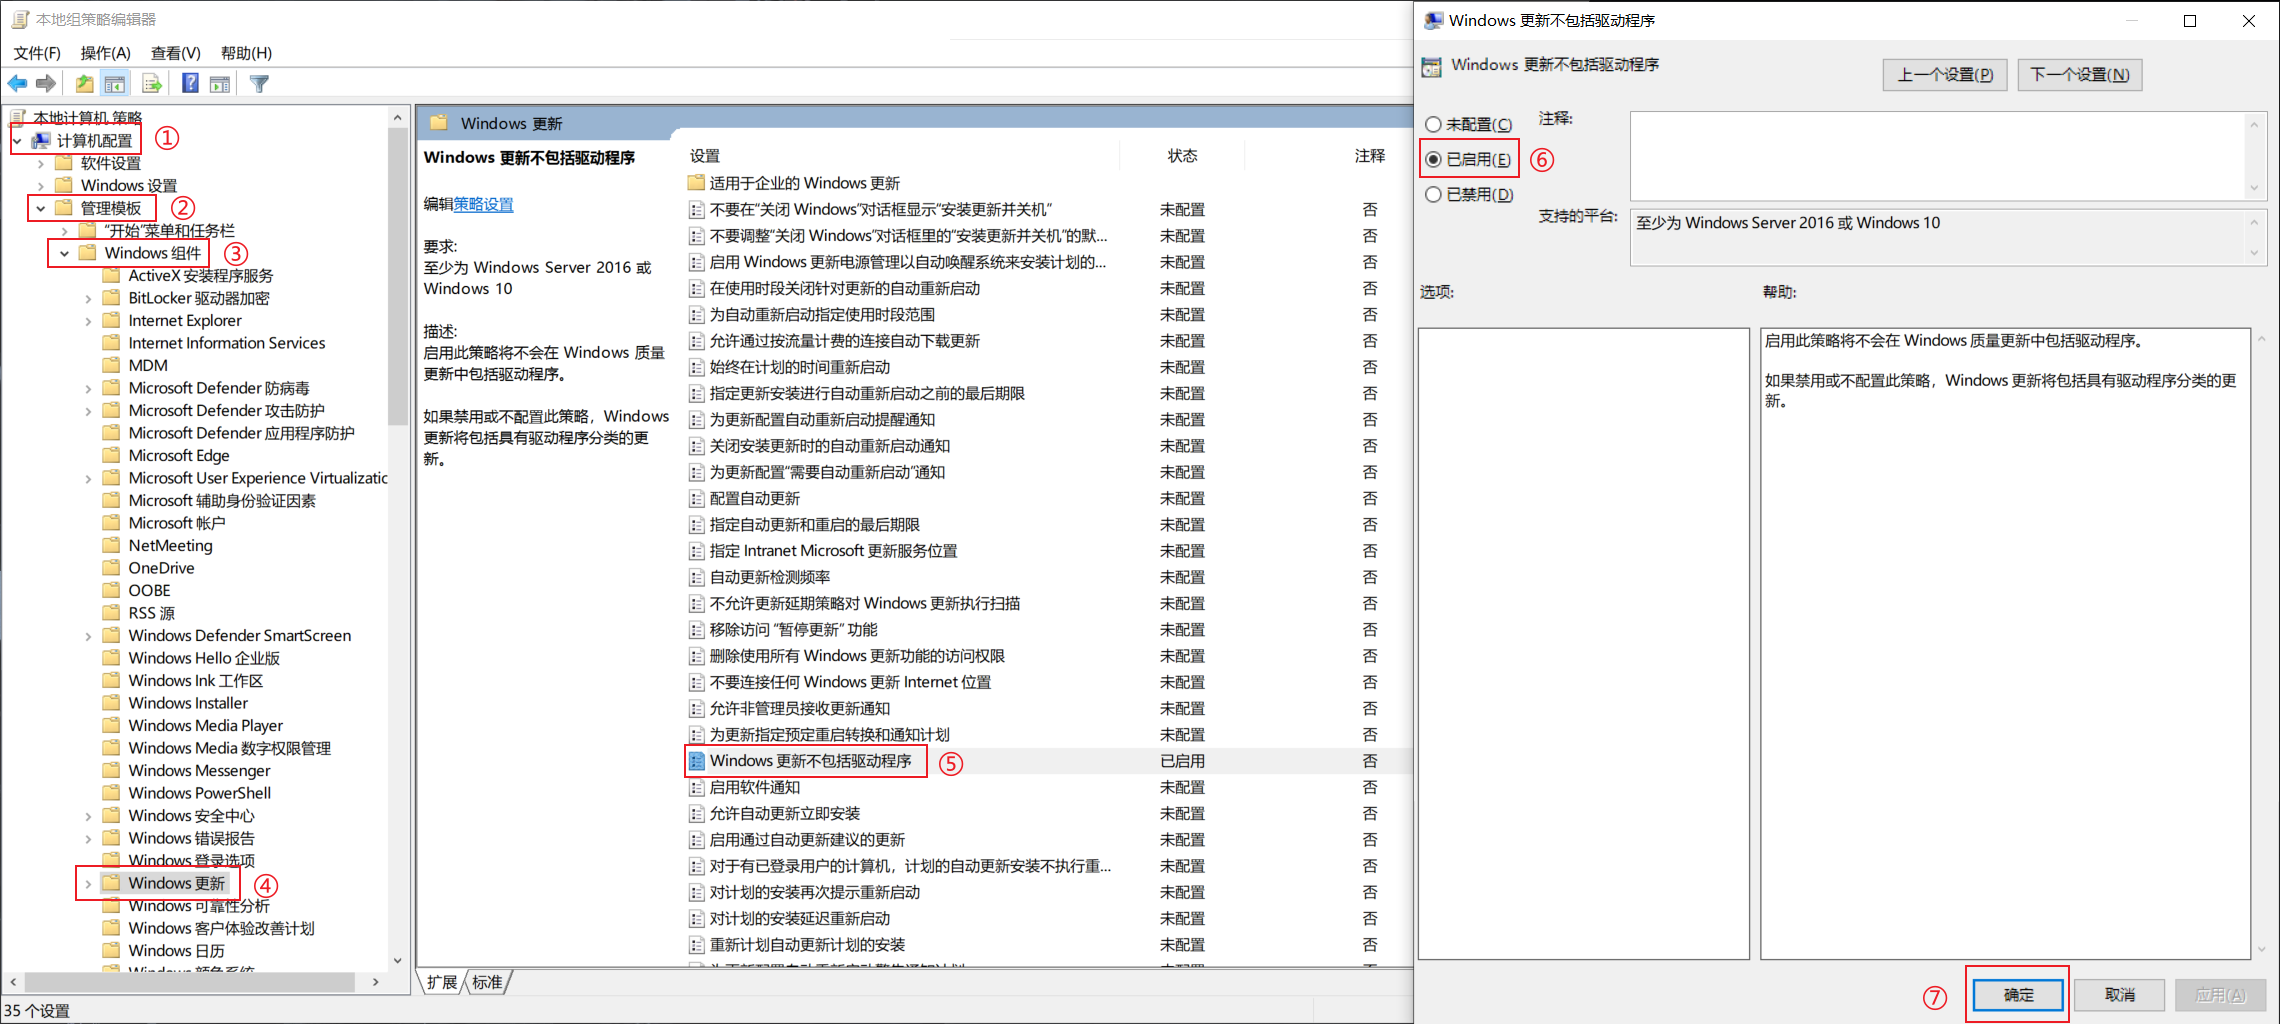 本地组策略编辑器
文件(F) 操作(A) 查看(V) 帮助(H)
本地计算机 策略
计算机配置 ①
软件设置
Windows 设置
管理模板 ②
“开始”菜单和任务栏
Windows 组件 ③
ActiveX 安装程序服务
BitLocker 驱动器加密
Internet Explorer
Internet Information Services
MDM
Microsoft Defender 防病毒
Microsoft Defender 攻击防护
Microsoft Defender 应用程序防护
Microsoft Edge
Microsoft User Experience Virtualizatic
Microsoft 辅助身份验证因素
Microsoft 帐户
NetMeeting
OneDrive
OOBE
RSS 源
Windows Defender SmartScreen
Windows Hello 企业版
Windows Ink 工作区
Windows Installer
Windows Media Player
Windows Media 数字权限管理
Windows Messenger
Windows PowerShell
Windows 安全中心
Windows 错误报告
Windows 登录选项
Windows 更新 ④
Windows 可靠性分析
Windows 客户体验改善计划
Windows 日历
35 个设置
Windows 更新
Windows 更新不包括驱动程序
编辑策略设置
要求:
至少为 Windows Server 2016 或
Windows 10
描述:
启用此策略将不会在 Windows 质量
更新中包括驱动程序。
如果禁用或不配置此策略，Windows
更新将包括具有驱动程序分类的更
新。
设置 状态 注释
适用于企业的 Windows 更新
不要在“关闭 Windows”对话框显示“安装更新并关机” 未配置 否
不要调整“关闭 Windows”对话框里的“安装更新并关机”的默... 未配置 否
启用 Windows 更新电源管理以自动唤醒系统来安装计划的... 未配置 否
在使用时段关闭针对更新的自动重新启动 未配置 否
为自动重新启动指定使用时段范围 未配置 否
允许通过按流量计费的连接自动下载更新 未配置 否
始终在计划的时间重新启动 未配置 否
指定更新安装进行自动重新启动之前的最后期限 未配置 否
为更新配置自动重新启动提醒通知 未配置 否
关闭安装更新时的自动重新启动通知 未配置 否
为更新配置“需要自动重新启动”通知 未配置 否
配置自动更新 未配置 否
指定自动更新和重启的最后期限 未配置 否
指定 Intranet Microsoft 更新服务位置 未配置 否
自动更新检测频率 未配置 否
不允许更新延期策略对 Windows 更新执行扫描 未配置 否
移除访问 “暂停更新” 功能 未配置 否
删除使用所有 Windows 更新功能的访问权限 未配置 否
不要连接任何 Windows 更新 Internet 位置 未配置 否
允许非管理员接收更新通知 未配置 否
为更新指定预定重启转换和通知计划 未配置 否
Windows 更新不包括驱动程序 ⑤ 已启用 否
启用软件通知 未配置 否
允许自动更新立即安装 未配置 否
启用通过自动更新建议的更新 未配置 否
对于有已登录用户的计算机，计划的自动更新安装不执行重... 未配置 否
对计划的安装再次提示重新启动 未配置 否
对计划的安装延迟重新启动 未配置 否
重新计划自动更新计划的安装 未配置 否
扩展 标准
Windows 更新不包括驱动程序
Windows 更新不包括驱动程序
上一个设置(P) 下一个设置(N)
未配置(C) 注释:
已启用(E) ⑥
已禁用(D)
支持的平台: 至少为 Windows Server 2016 或 Windows 10
选项: 帮助:
启用此策略将不会在 Windows 质量更新中包括驱动程序。
如果禁用或不配置此策略，Windows 更新将包括具有驱动程序分类的更
新。
⑦ 确定 取消 应用(A)